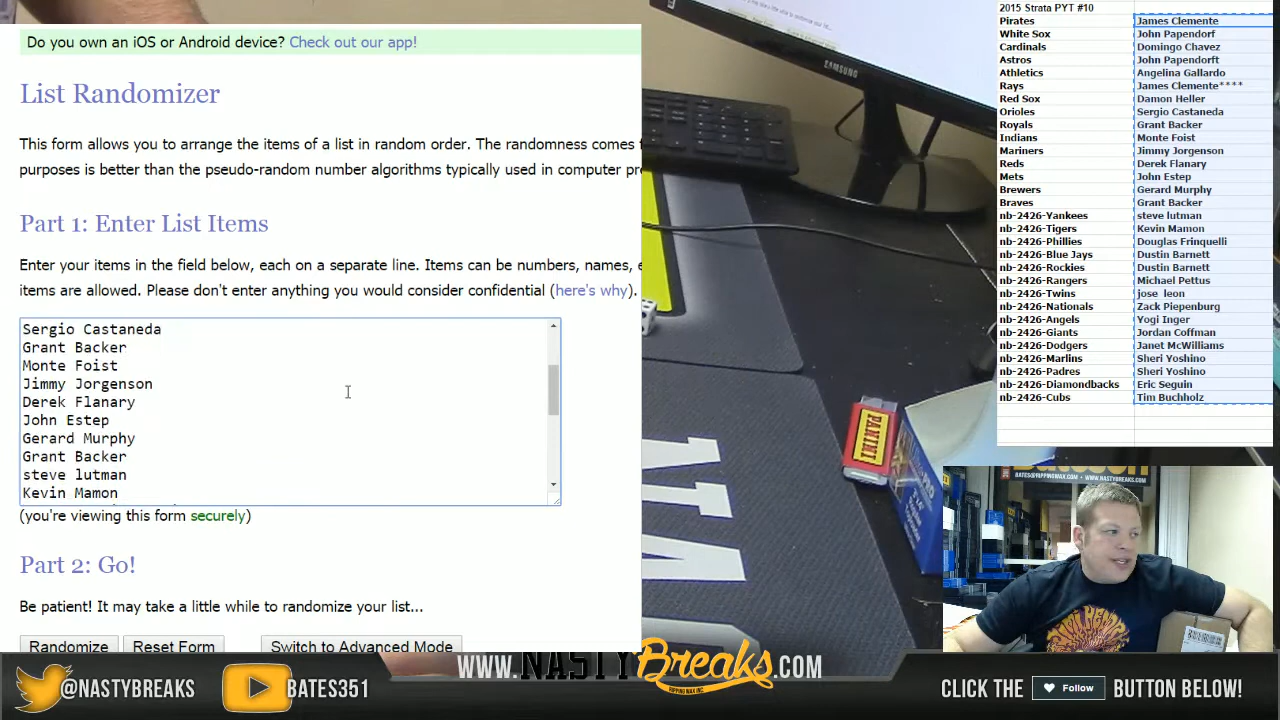 Do you own an iOS or Android device? Check out our app!
List Randomizer
This form allows you to arrange the items of a list in random order. The randomness comes
purposes is better than the pseudo-random number algorithms typically used in computer
Part 1: Enter List Items
Enter your items in the field below, each on a separate line. Items can be numbers, names,
items are allowed. Please don't enter anything you would consider confidential (here's why).
Sergio Castaneda
Grant Backer
Monte Foist
Jimmy Jorgenson
Derek Flanary
John Estep
Gerard Murphy
Grant Backer
steve lutman
Kevin Mamon
(you're viewing this form securely)
Part 2: Go!
Be patient! It may take a little while to randomize your list...
Randomize Reset Form Switch to Advanced Mode
SAMSUNG
PANINI
2015 Strata PYT #10
Pirates James Clemente
White Sox John Papendorf
Cardinals Domingo Chavez
Astros John Papendorft
Athletics Angelina Gallardo
Rays James Clemente****
Red Sox Damon Heller
Orioles Sergio Castaneda
Royals Grant Backer
Indians Monte Foist
Mariners Jimmy Jorgenson
Reds Derek Flanary
Mets John Estep
Brewers Gerard Murphy
Braves Grant Backer
nb-2426-Yankees steve lutman
nb-2426-Tigers Kevin Mamon
nb-2426-Phillies Douglas Frinquelli
nb-2426-Blue Jays Dustin Barnett
nb-2426-Rockies Dustin Barnett
nb-2426-Rangers Michael Pettus
nb-2426-Twins jose leon
nb-2426-Nationals Zack Piepenburg
nb-2426-Angels Yogi Inger
nb-2426-Giants Jordan Coffman
nb-2426-Dodgers Janet McWilliams
nb-2426-Marlins Sheri Yoshino
nb-2426-Padres Sheri Yoshino
nb-2426-Diamondbacks Eric Seguin
nb-2426-Cubs Tim Buchholz
@NASTYBREAKS
BATES351
WWW.NASTYBreaks.COM
RIPPING WAX INC
CLICK THE Follow BUTTON BELOW!